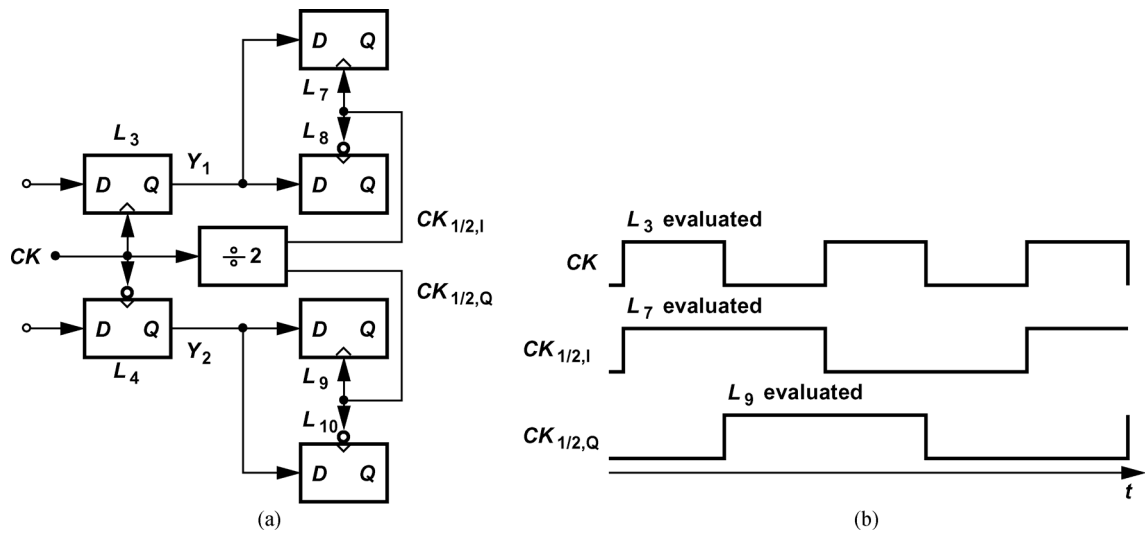 D Q
L7
L8
L3
Y1
D Q
D Q
CK1/2,I
CK
÷ 2
CK1/2,Q
D Q
D Q
L4
Y2
L9
L10
D Q
(a)
L3 evaluated
CK
L7 evaluated
CK1/2,I
L9 evaluated
CK1/2,Q
t
(b)